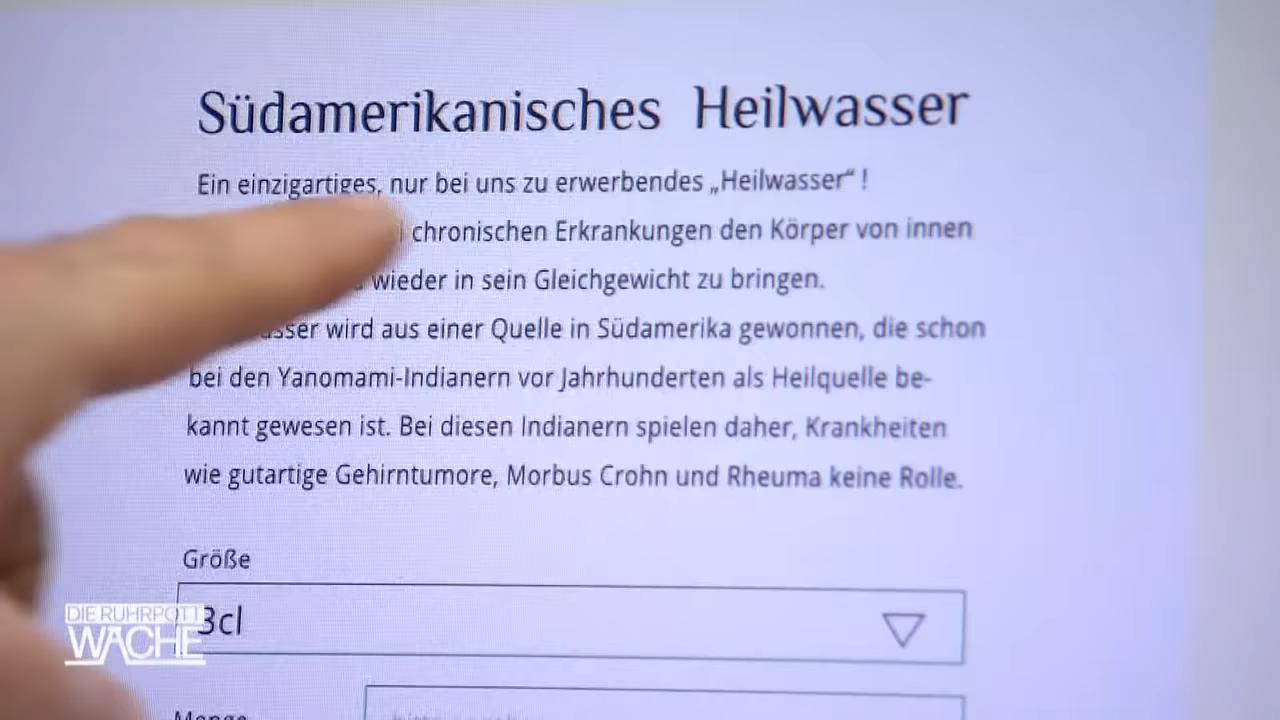 Südamerikanisches Heilwasser
Ein einzigartiges, nur bei uns zu erwerbendes „Heilwasser“ !
chronischen Erkrankungen den Körper von innen
wieder in sein Gleichgewicht zu bringen.
wird aus einer Quelle in Südamerika gewonnen, die schon
bei den Yanomami-Indianern vor Jahrhunderten als Heilquelle be-
kannt gewesen ist. Bei diesen Indianern spielen daher, Krankheiten
wie gutartige Gehirntumore, Morbus Crohn und Rheuma keine Rolle.
Größe
3cl
DIE RUHRPOTT
WACHE
Menge